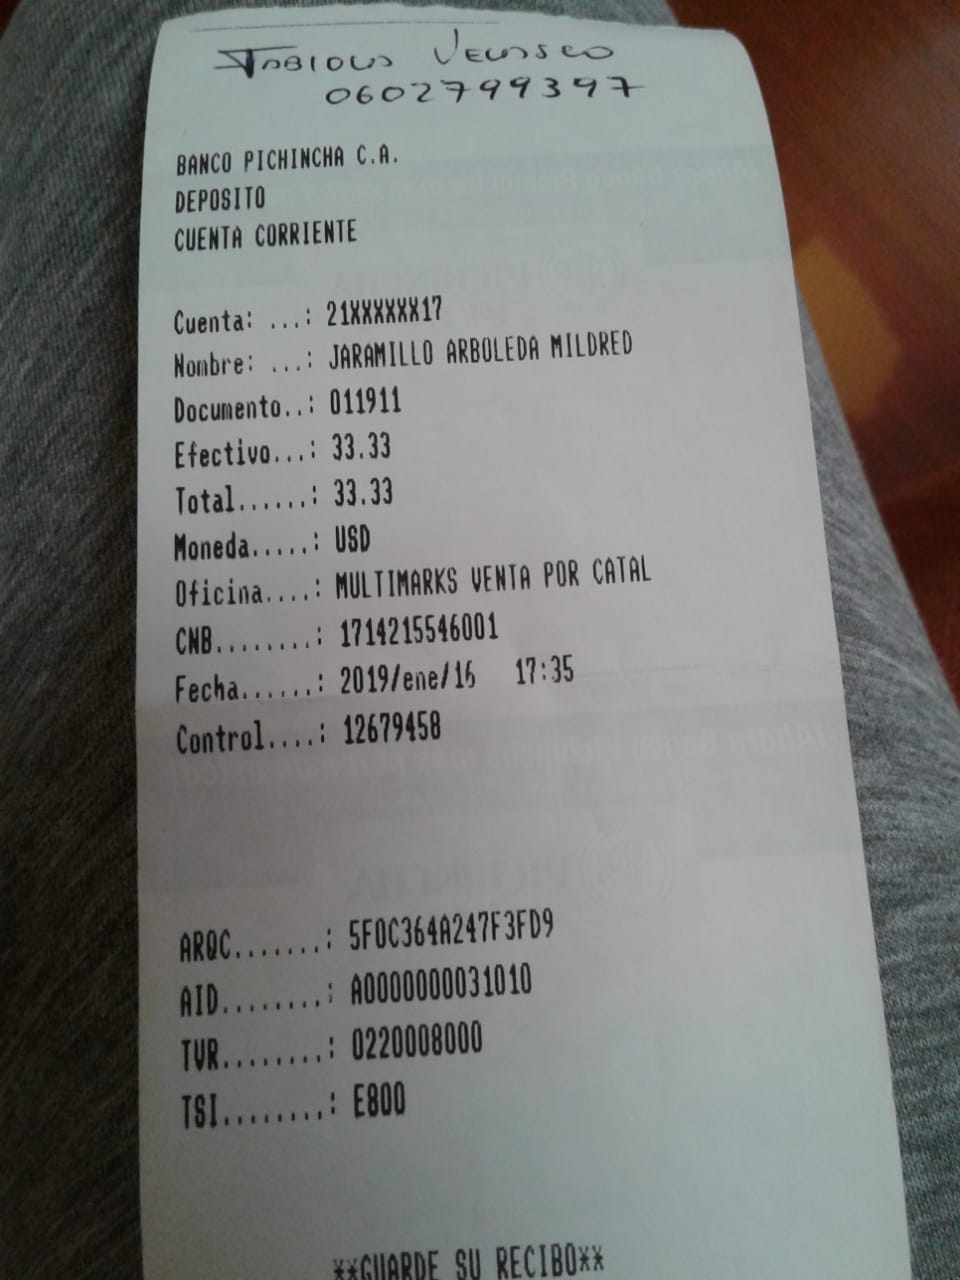 Fabiola Velasco
0602799397
BANCO PICHINCHA C.A.
DEPOSITO
CUENTA CORRIENTE
Cuenta: ...: 21XXXXXX17
Nombre: ...: JARAMILLO ARBOLEDA MILDRED
Documento..: 011911
Efectivo...: 33.33
Total......: 33.33
Moneda.....: USD
Oficina....: MULTIMARKS VENTA POR CATAL
CNB........: 1714215546001
Fecha......: 2019/ene/16 17:35
Control....: 12679458
ARQC.......: 5F0C364A247F3FD9
AID........: A0000000031010
TVR........: 0220008000
TSI........: E800
**GUARDE SU RECIBO**